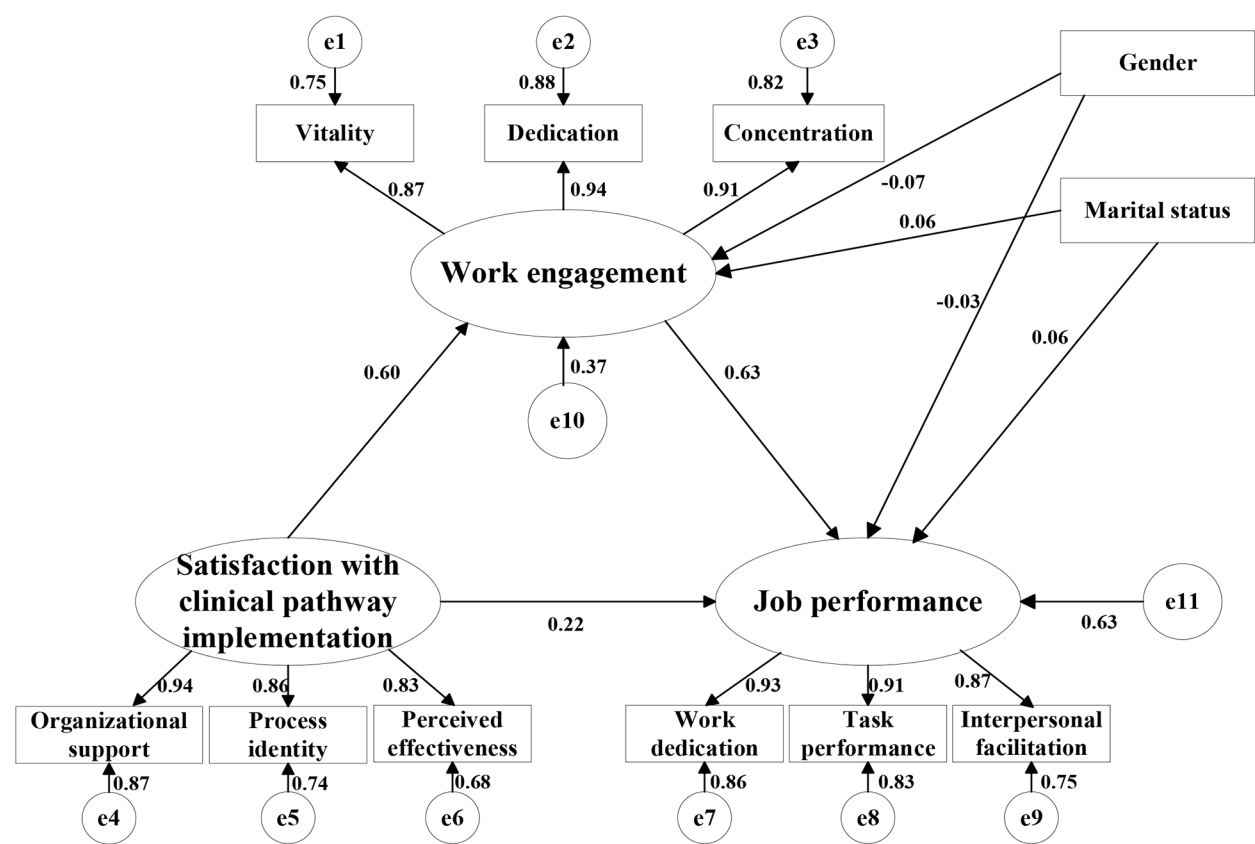 e1
e2
e3
Gender
0.75
0.88
0.82
Vitality
Dedication
Concentration
0.87
0.94
0.91
-0.07
Marital status
0.06
Work engagement
-0.03
0.06
0.60
0.37
0.63
e10
Satisfaction with
clinical pathway
implementation
0.22
Job performance
0.63
e11
0.94
0.86
0.83
0.93
0.91
0.87
Organizational
support
Process
identity
Perceived
effectiveness
Work
dedication
Task
performance
Interpersonal
facilitation
0.87
0.74
0.68
0.86
0.83
0.75
e4
e5
e6
e7
e8
e9